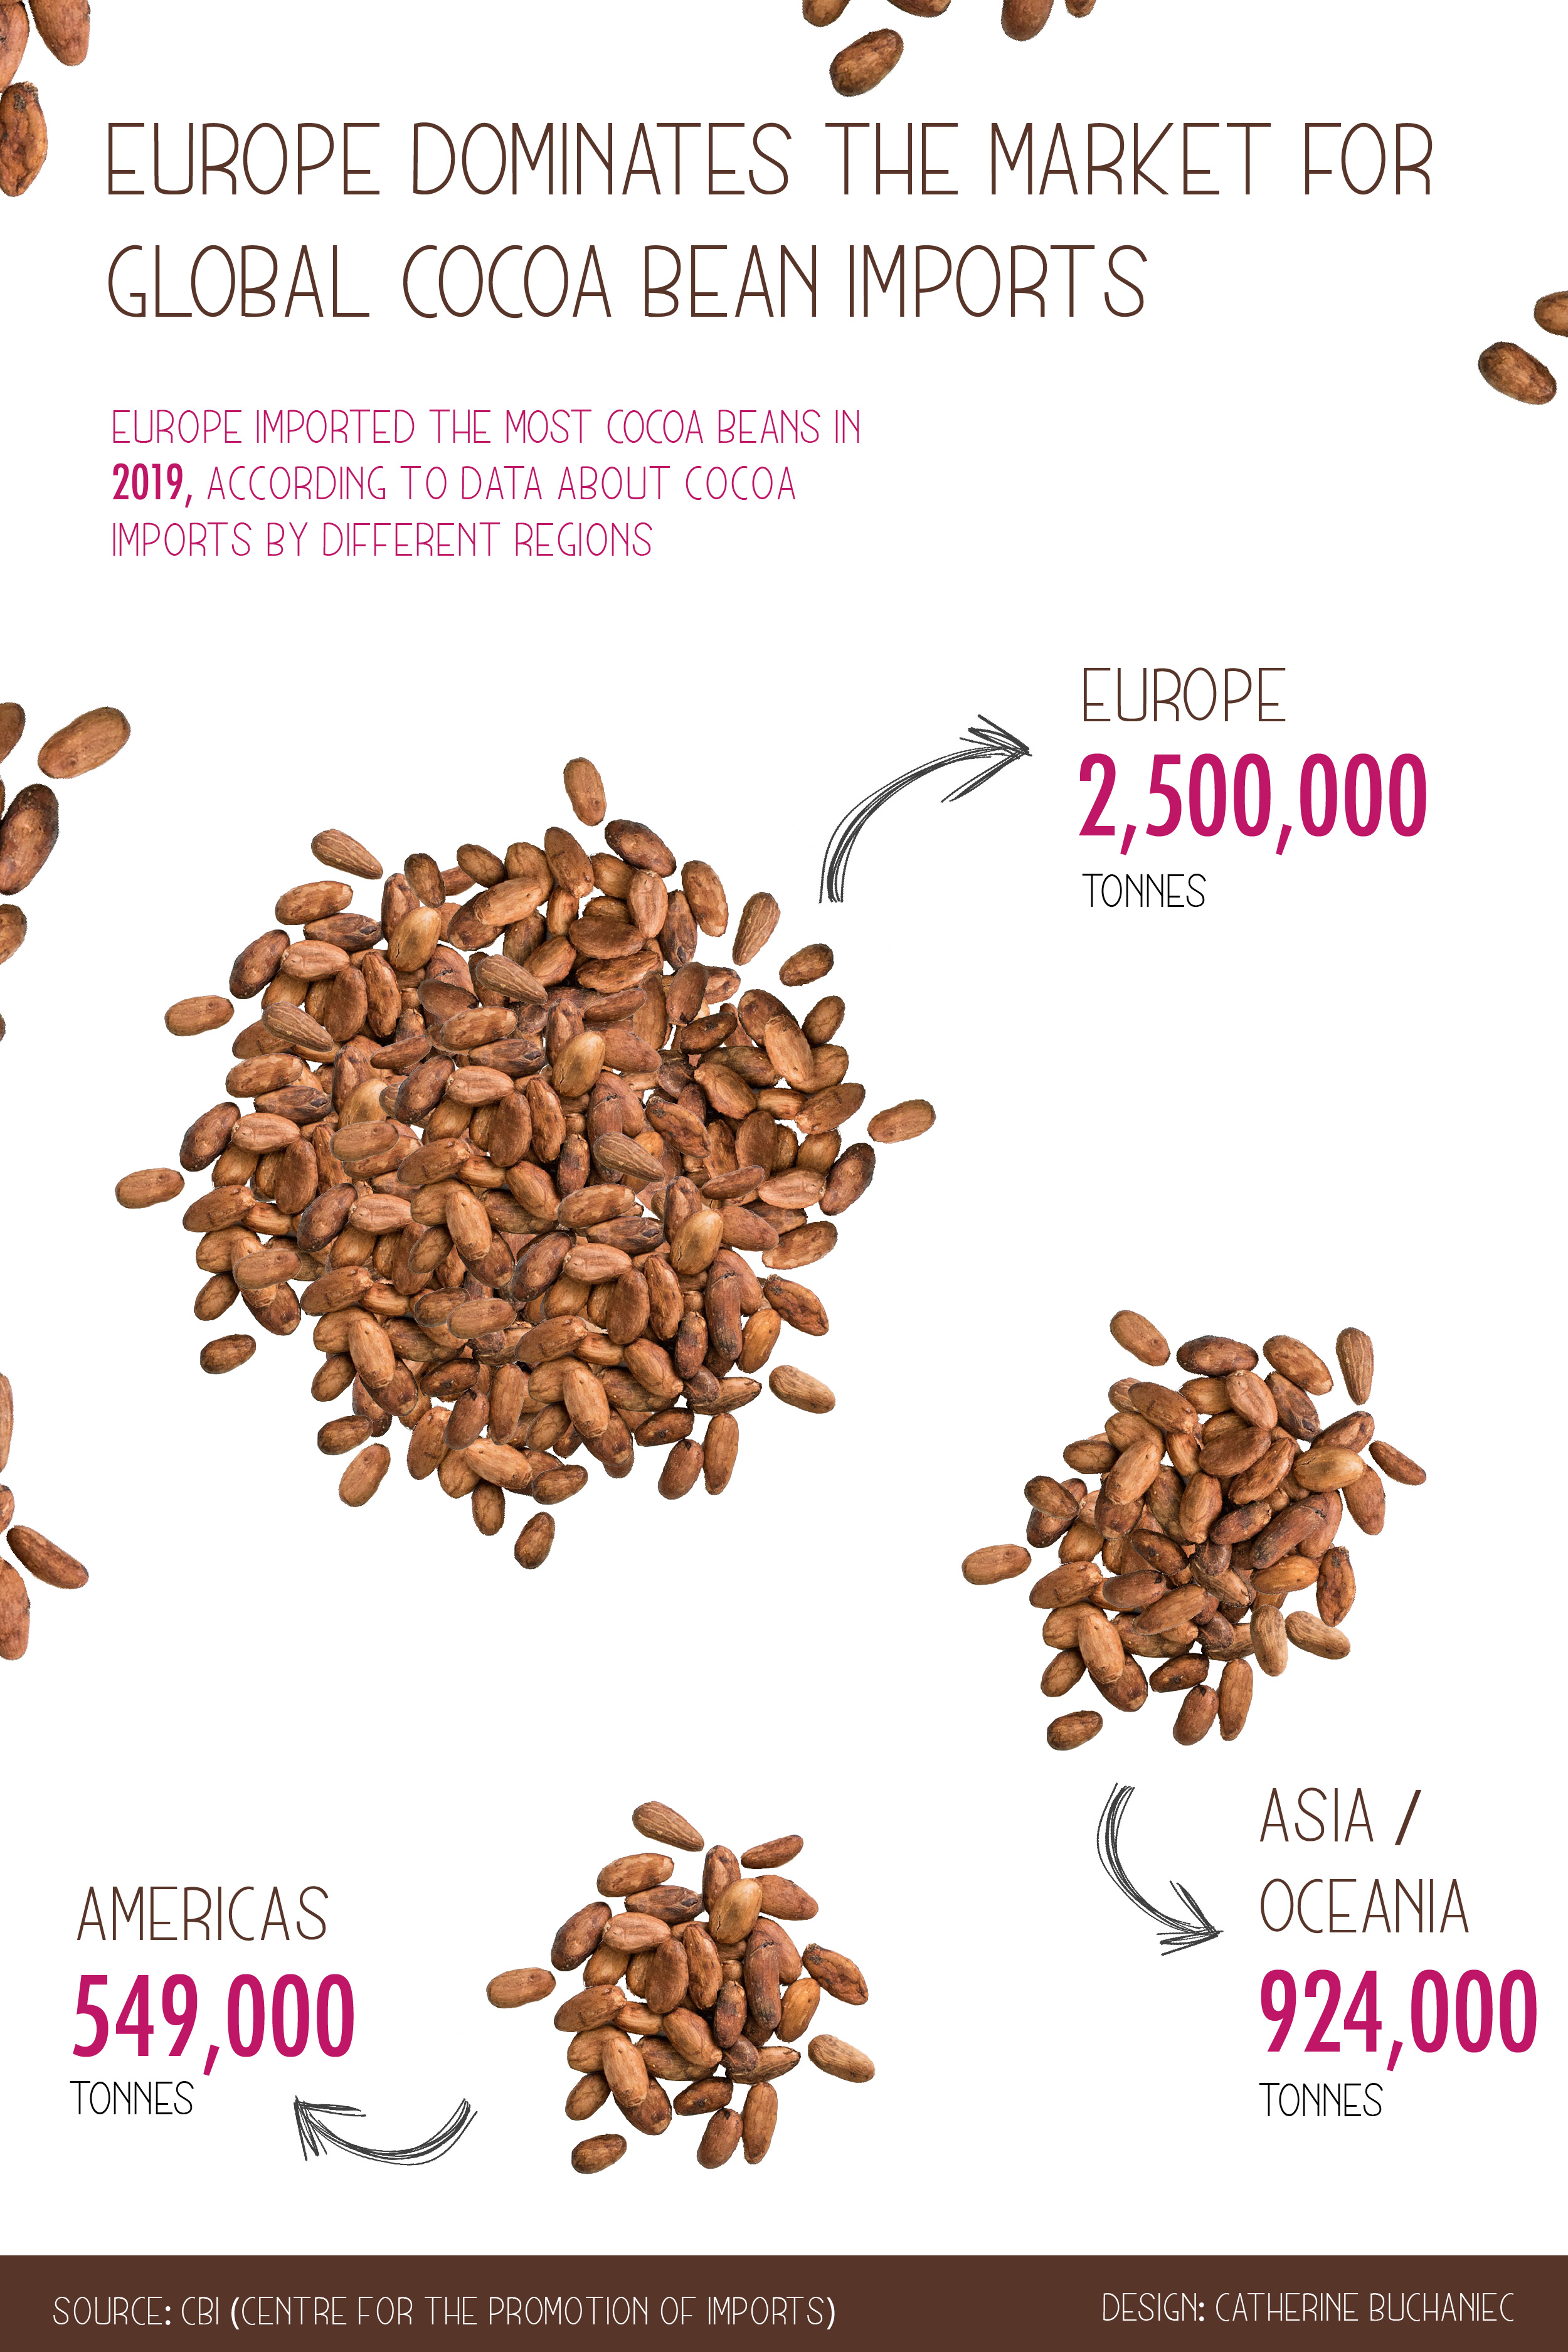 EUROPE DOMINATES THE MARKET FOR
GLOBAL COCOA BEAN IMPORTS
EUROPE IMPORTED THE MOST COCOA BEANS IN
2019, ACCORDING TO DATA ABOUT COCOA
IMPORTS BY DIFFERENT REGIONS
EUROPE
2,500,000
TONNES
ASIA /
OCEANIA
924,000
TONNES
AMERICAS
549,000
TONNES
SOURCE: CBI (CENTRE FOR THE PROMOTION OF IMPORTS)
DESIGN: CATHERINE BUCHANIEC